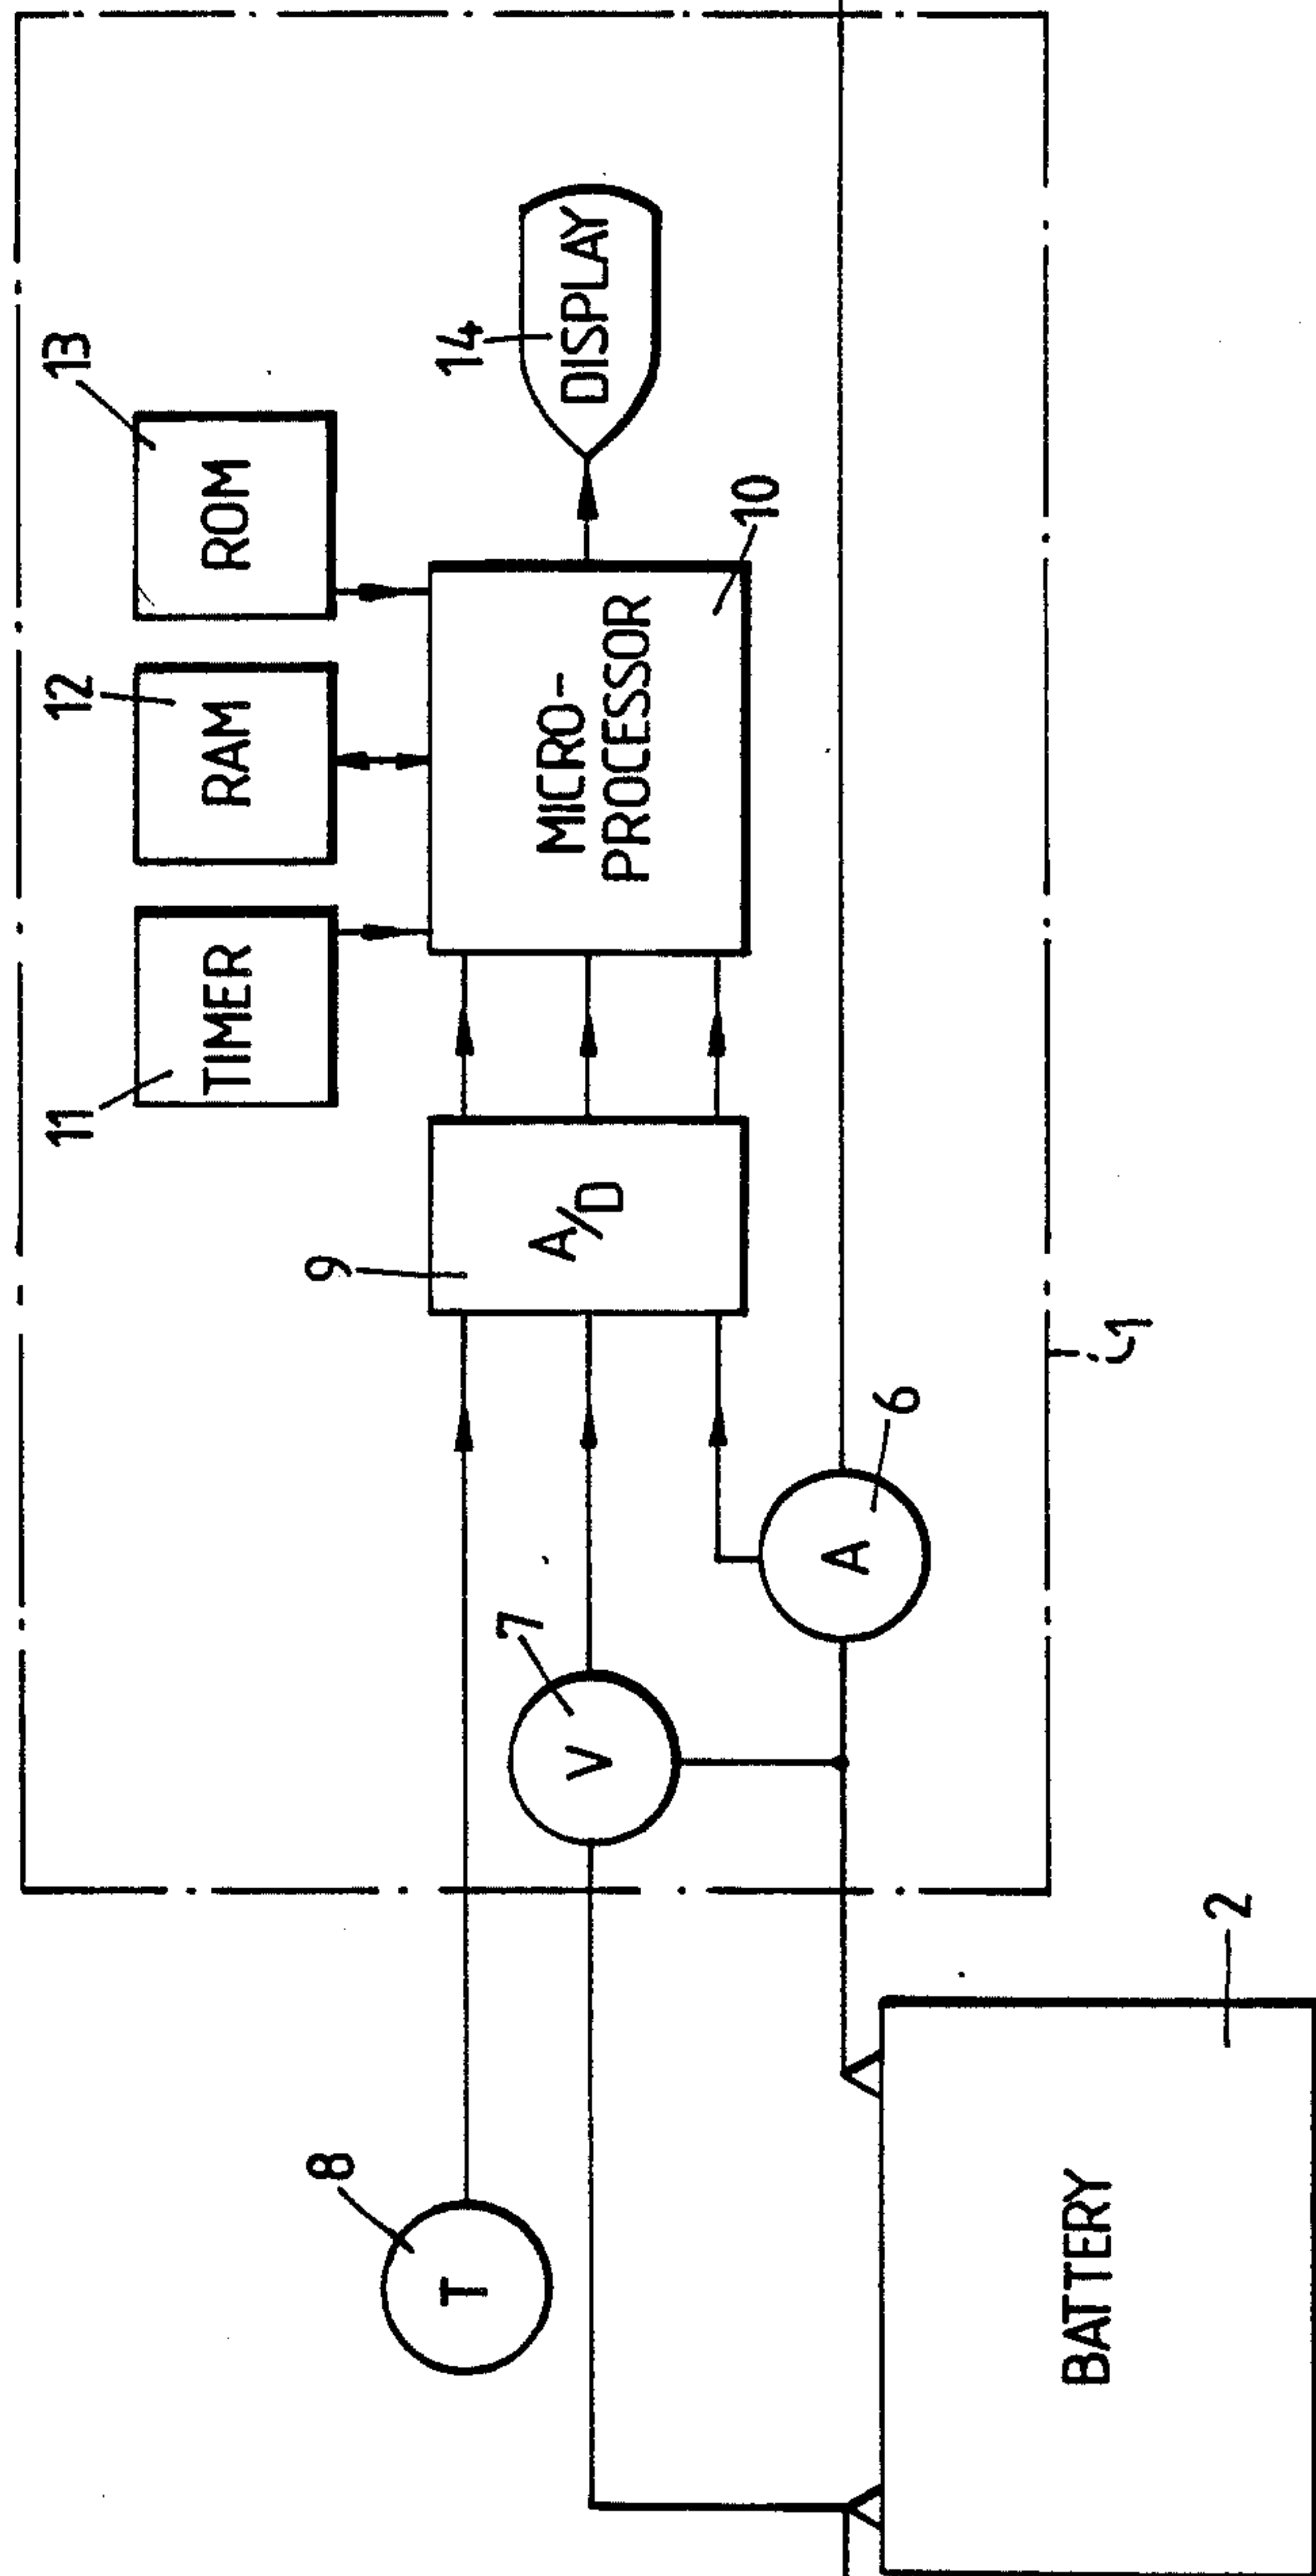 11
12
13
TIMER
RAM
ROM
8
9
T
14
7
V
A/D
MICRO-
PROCESSOR
DISPLAY
10
A
6
BATTERY
1
2